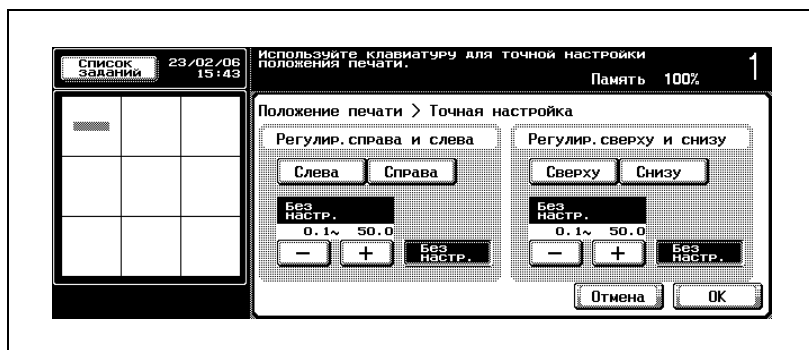 Список
заданий
23/02/06
15:43
Используйте клавиатуру для точной настройки
положения печати.
Память 100%
1
Положение печати > Точная настройка
Регулир.справа и слева
Слева Справа
Без
настр.
0.1~ 50.0
− +
Без
настр.
Регулир.сверху и снизу
Сверху Снизу
Без
настр.
0.1~ 50.0
− +
Без
настр.
Отмена OK